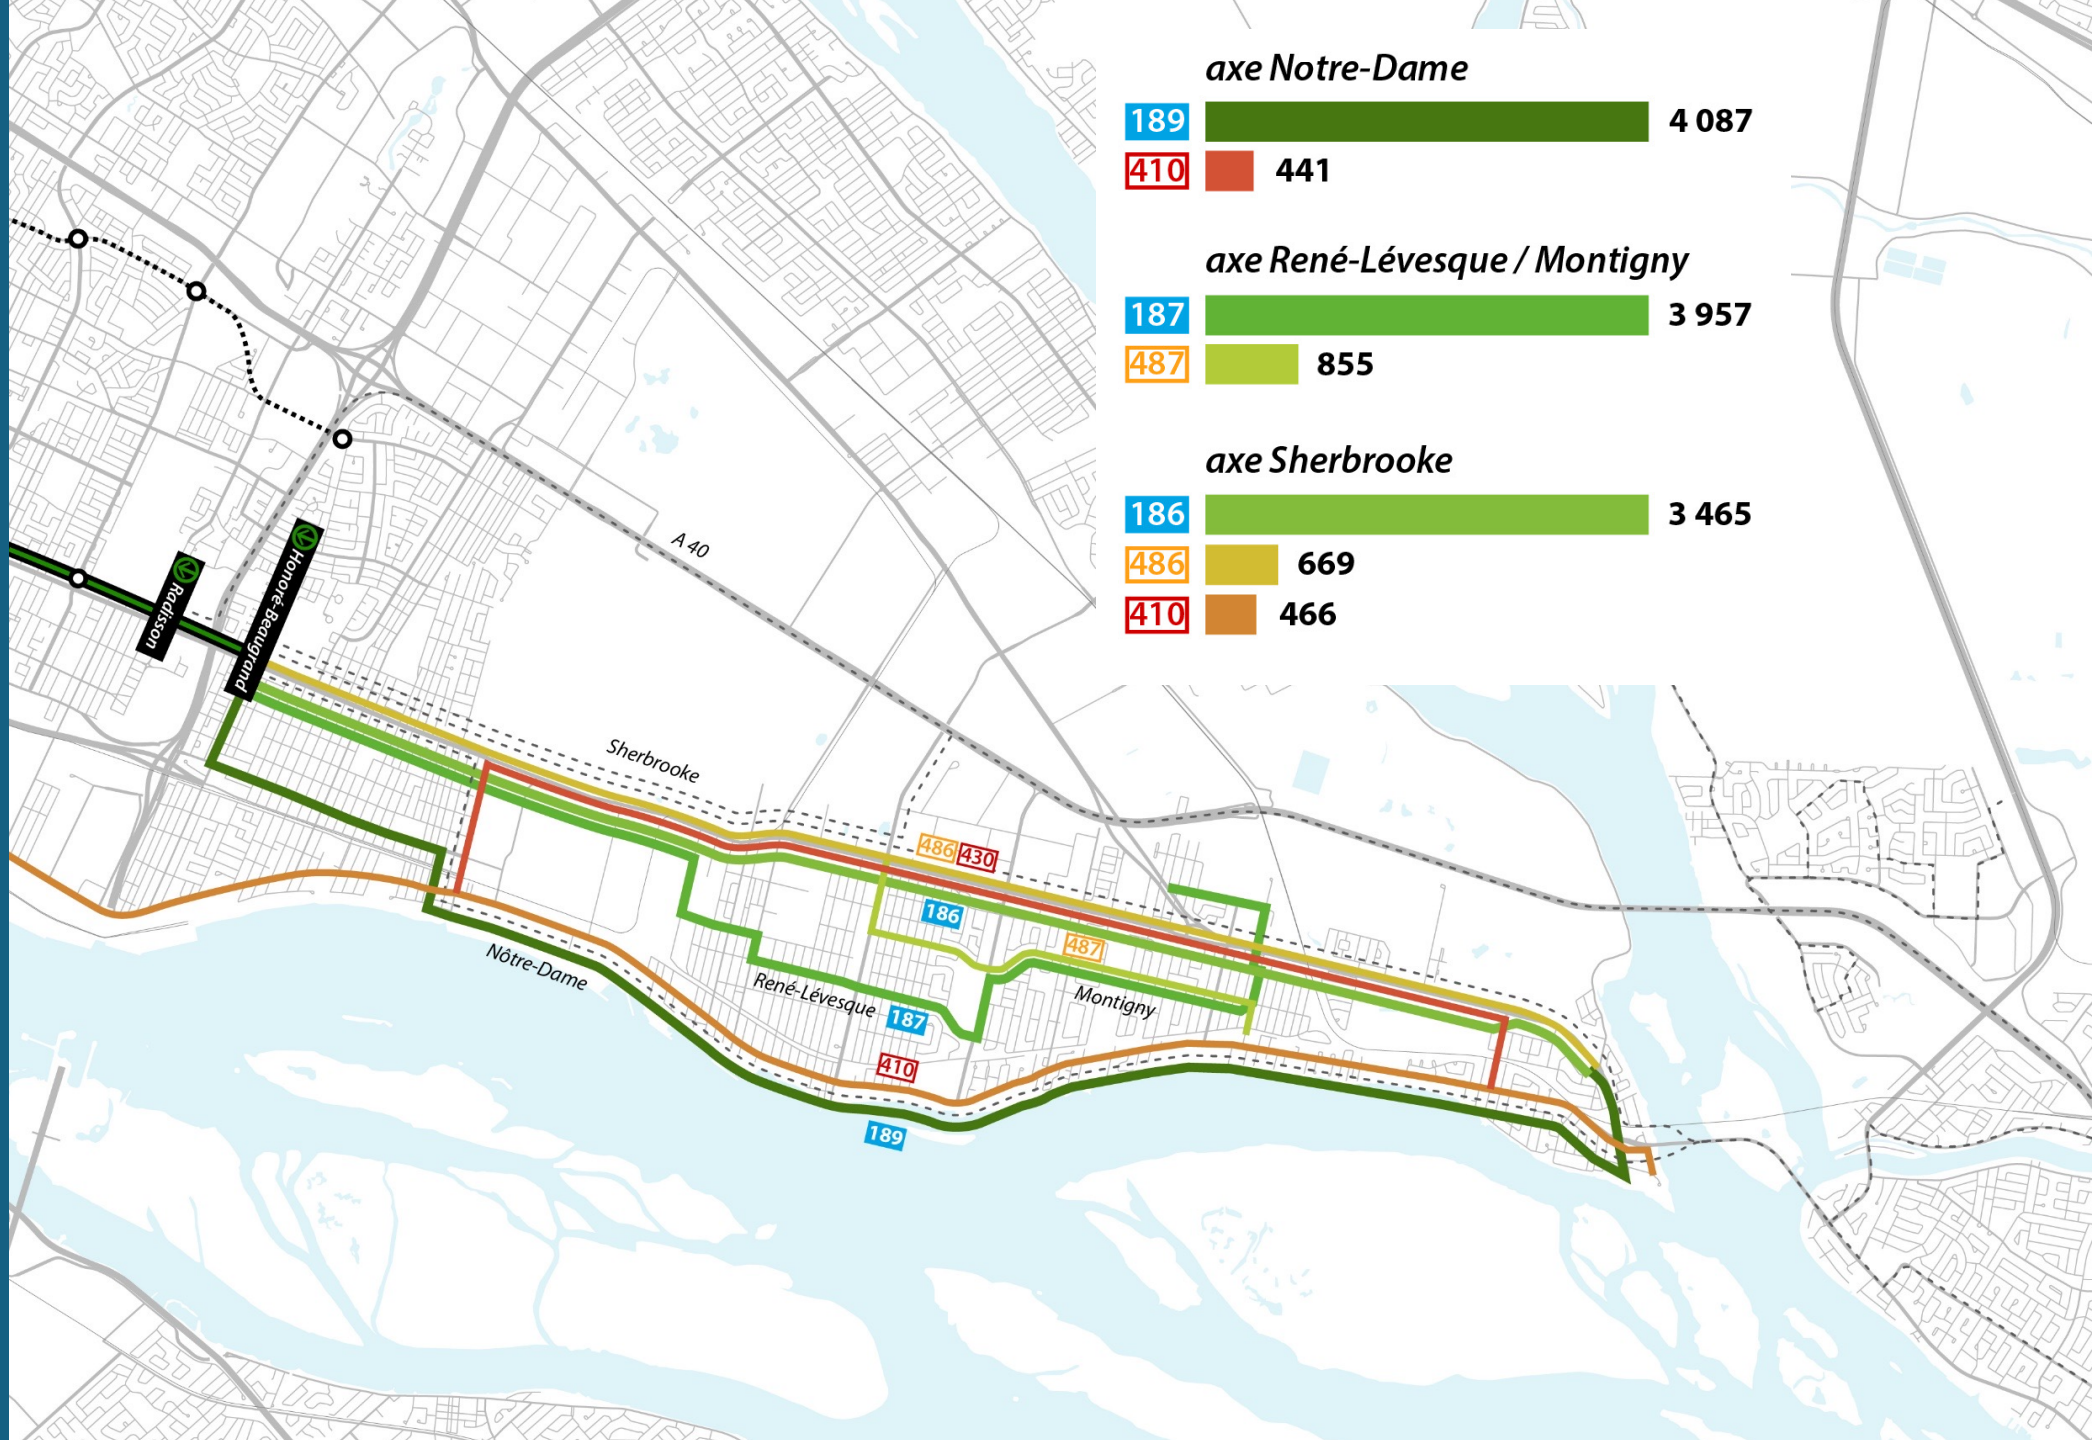 axe Notre-Dame
189 4 087
410 441
axe René-Lévesque / Montigny
187 3 957
487 855
axe Sherbrooke
186 3 465
486 669
410 466
A 40
Radisson
Honoré-Beaugrand
Sherbrooke
486 430
186
487
Nôtre-Dame
René-Lévesque
187
Montigny
410
189